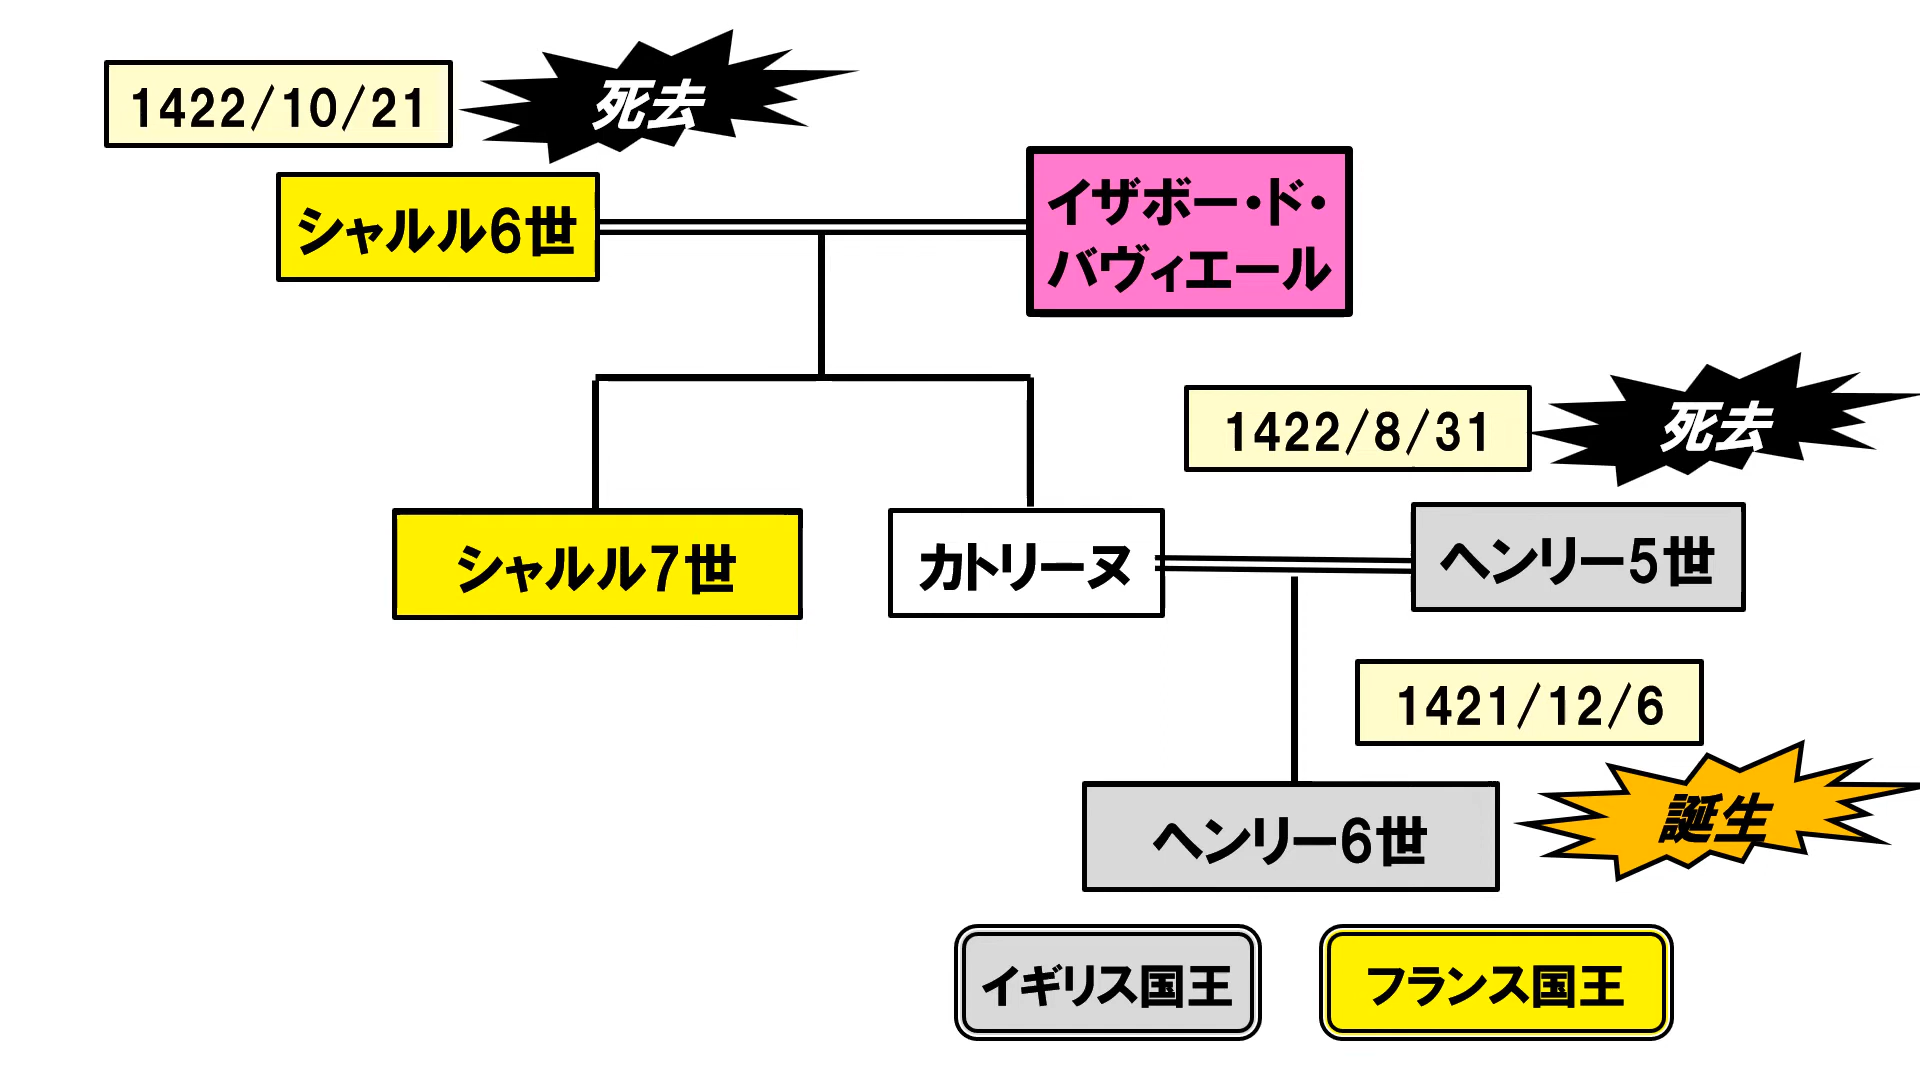 1422/10/21
死去
シャルル6世
イザボー・ド・
バヴィエール
1422/8/31
死去
シャルル7世
カトリーヌ
ヘンリー5世
1421/12/6
誕生
ヘンリー6世
イギリス国王
フランス国王